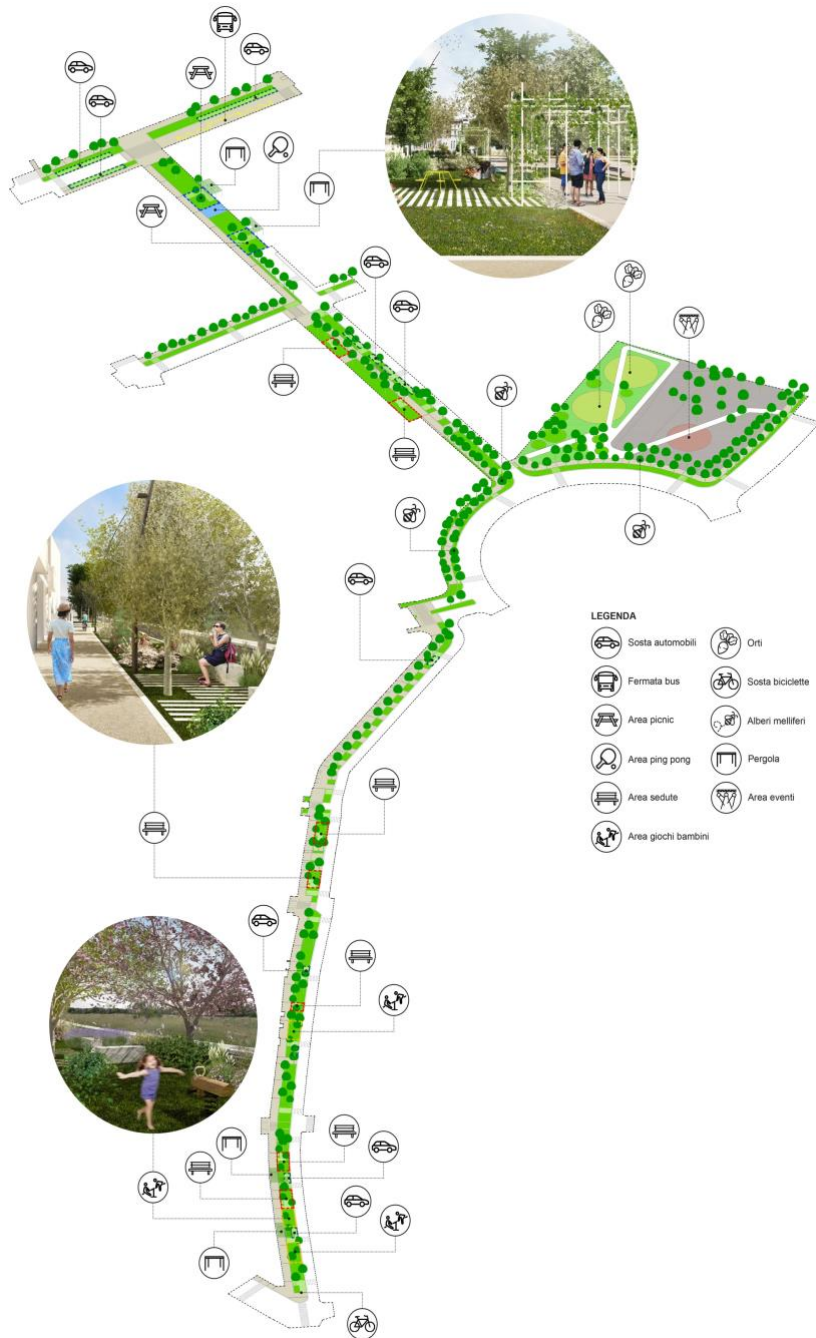 LEGENDA
Sosta automobili
Orti
Fermata bus
Sosta biciclette
Area picnic
Alberi melliferi
Area ping pong
Pergola
Area sedute
Area eventi
Area giochi bambini